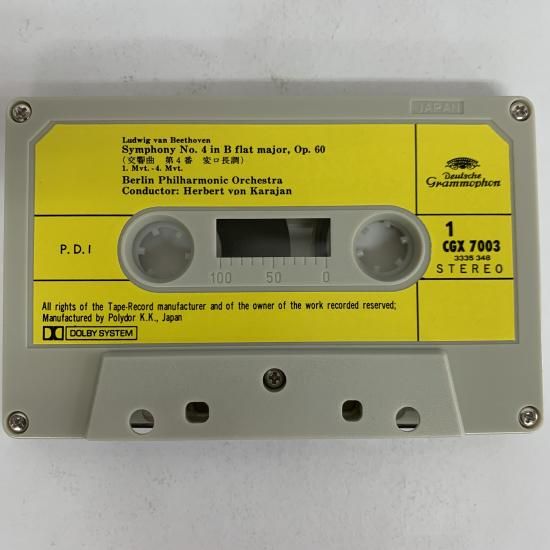 JAPAN
Ludwig van Beethoven
Symphony No. 4 in B flat major, Op. 60
(交響曲 第4番 変ロ長調)
1. Mvt.-4. Mvt.
Berlin Philharmonic Orchestra
Conductor: Herbert von Karajan
Deutsche
Grammophon
P.D.I
1
CGX 7003
3335 346
STEREO
100 50 0
All rights of the Tape-Record manufacturer and of the owner of the work recorded reserved;
Manufactured by Polydor K.K., Japan
DOLBY SYSTEM